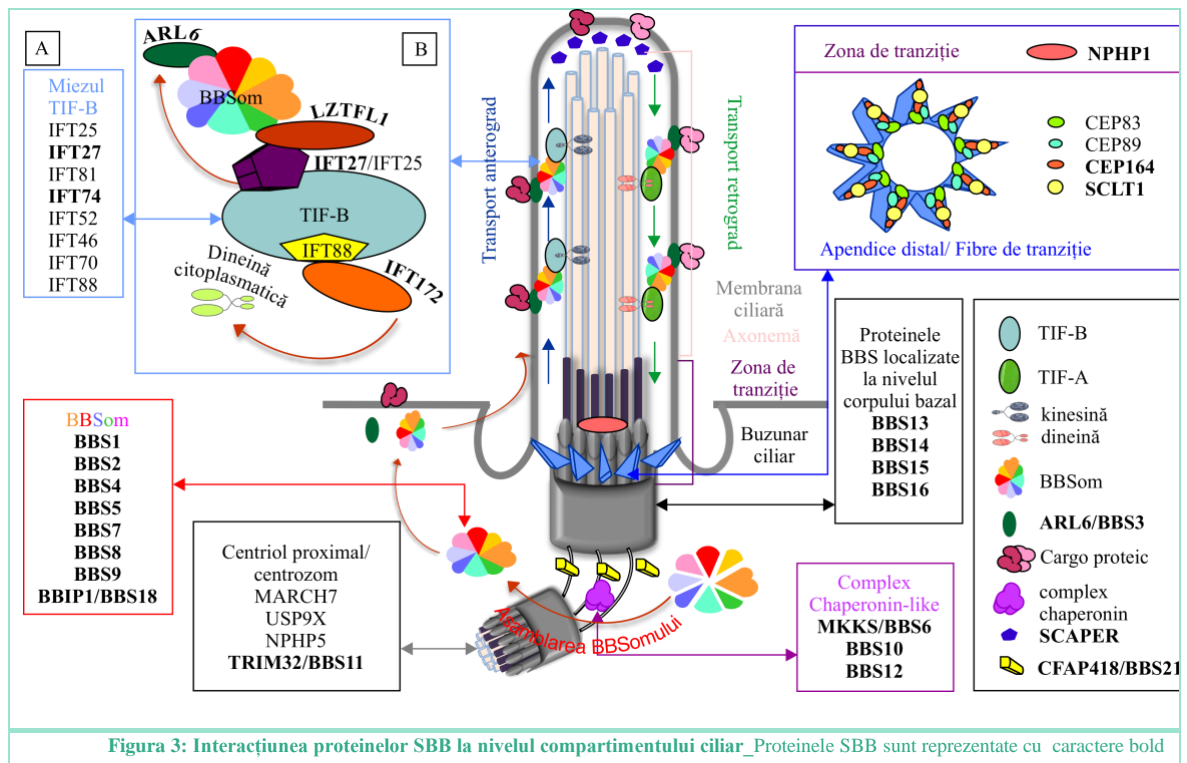 A
Miezul
TIF-B
IFT25
IFT27
IFT81
IFT74
IFT52
IFT46
IFT70
IFT88
B
ARL6
BBSom
LZTFL1
IFT27/IFT25
TIF-B
IFT88
IFT172
Dineină
citoplasmatică
Transport anterograd
Transport retrograd
Membrana
ciliară
Axonemă
Zona de
tranziție
Buzunar
ciliar
Zona de tranziție
NPHP1
CEP83
CEP89
CEP164
SCLT1
Apendice distal/ Fibre de tranziție
Proteinele
BBS localizate
la nivelul
corpului bazal
BBS13
BBS14
BBS15
BBS16
TIF-B
TIF-A
kinesină
dineină
BBSom
ARL6/BBS3
Cargo proteic
complex
chaperonin
SCAPER
CFAP418/BBS21
BBSom
BBS1
BBS2
BBS4
BBS5
BBS7
BBS8
BBS9
BBIP1/BBS18
Centriol proximal/
centrozom
MARCH7
USP9X
NPHP5
TRIM32/BBS11
Asamblarea BBSomului
Complex
Chaperonin-like
MKKS/BBS6
BBS10
BBS12
Figura 3: Interacțiunea proteinelor SBB la nivelul compartimentului ciliar_Proteinele SBB sunt reprezentate cu caractere bold